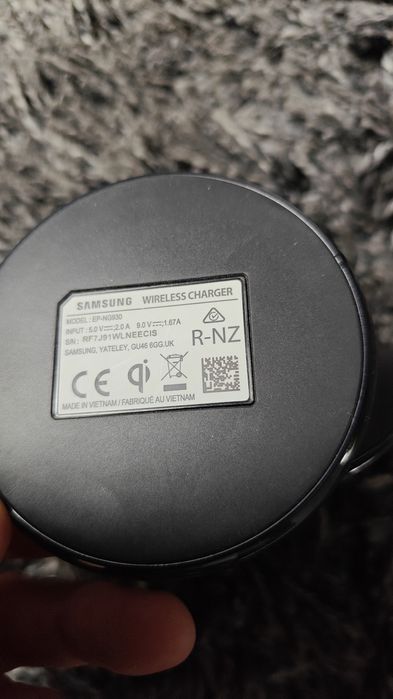 SAMSUNG WIRELESS CHARGER
MODEL : EP-NG930
INPUT : 5.0 V⎓;2.0 A 9.0 V⎓;1.67A
S/N : RF7J91WLNEECIS
SAMSUNG, YATELEY, GU46 6GG.UK
R-NZ
CE qi
MADE IN VIETNAM / FABRIQUÉ AU VIETNAM